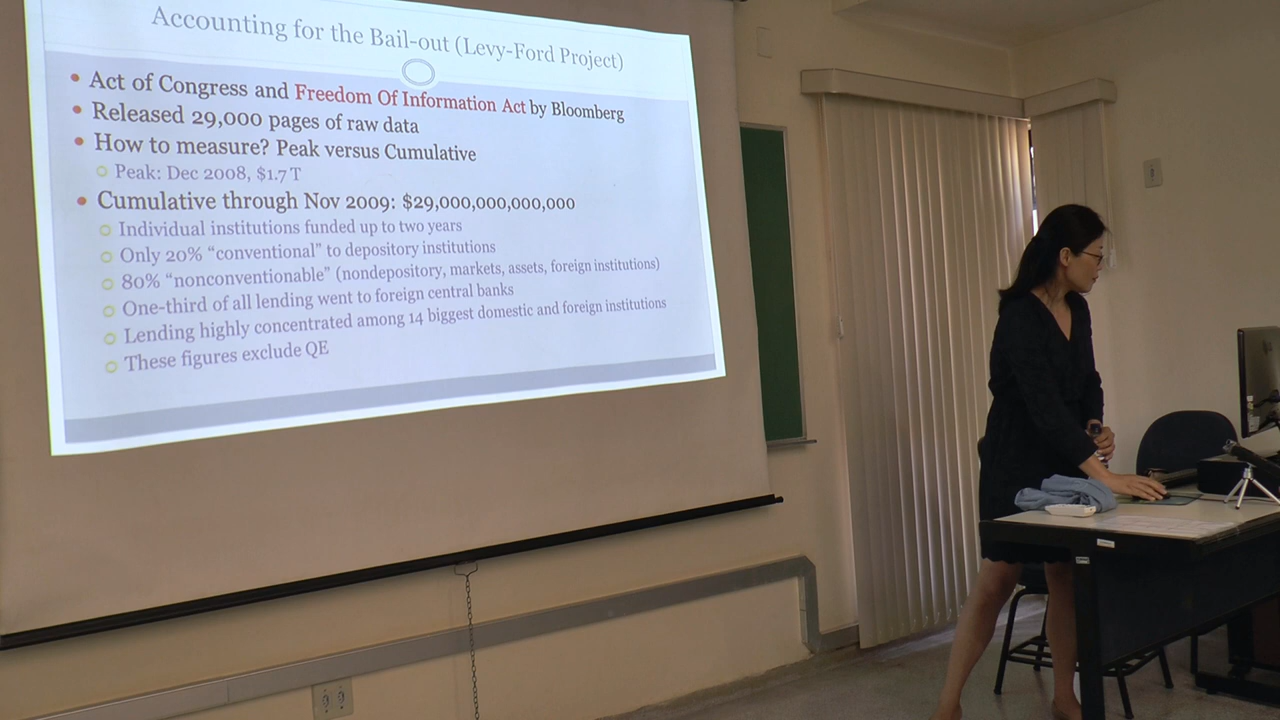 Accounting for the Bail-out (Levy-Ford Project)
Act of Congress and Freedom Of Information Act by Bloomberg
Released 29,000 pages of raw data
How to measure? Peak versus Cumulative
Peak: Dec 2008, $1.7 T
Cumulative through Nov 2009: $29,000,000,000,000
Individual institutions funded up to two years
Only 20% “conventional” to depository institutions
80% “nonconventionable” (nondepository, markets, assets, foreign institutions)
One-third of all lending went to foreign central banks
Lending highly concentrated among 14 biggest domestic and foreign institutions
These figures exclude QE